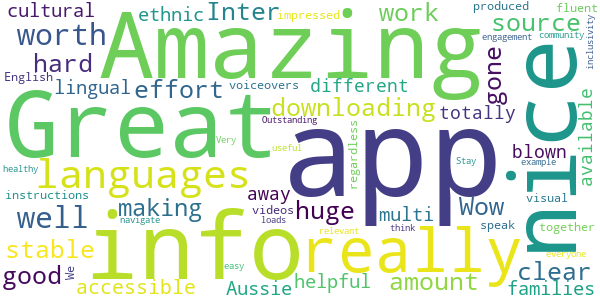 cultural
ethnic
Inter
impressed
produced
fluent
worth
Amazing
work
source
community
inclusivity
hard
engagement
English
lingual
effort
voiceovers
different
gone
nice
Great
downloading
totally
available
Outstanding
app
regardless
Very
useful
blown
languages
Stay
example
healthy
away
Wow
visual
instructions
making
huge
multi
speak
together
well
videos
loads
navigate
info
really
relevant
think
everyone
stable
clear
good
We
easy
accessible
Aussie
helpful
amount
families